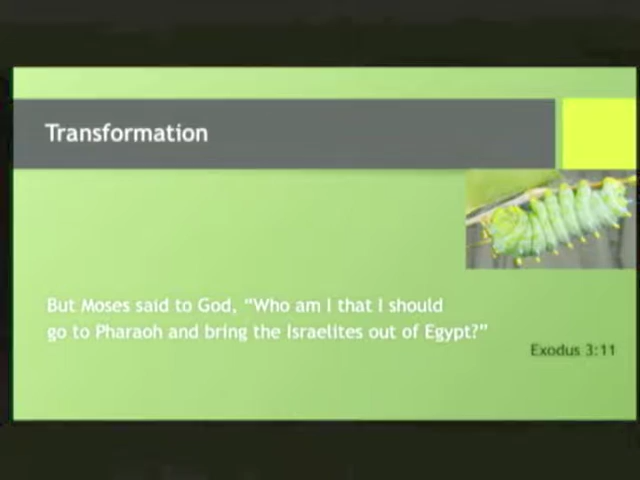 Transformation
But Moses said to God, “Who am I that I should
go to Pharaoh and bring the Israelites out of Egypt?”
Exodus 3:11